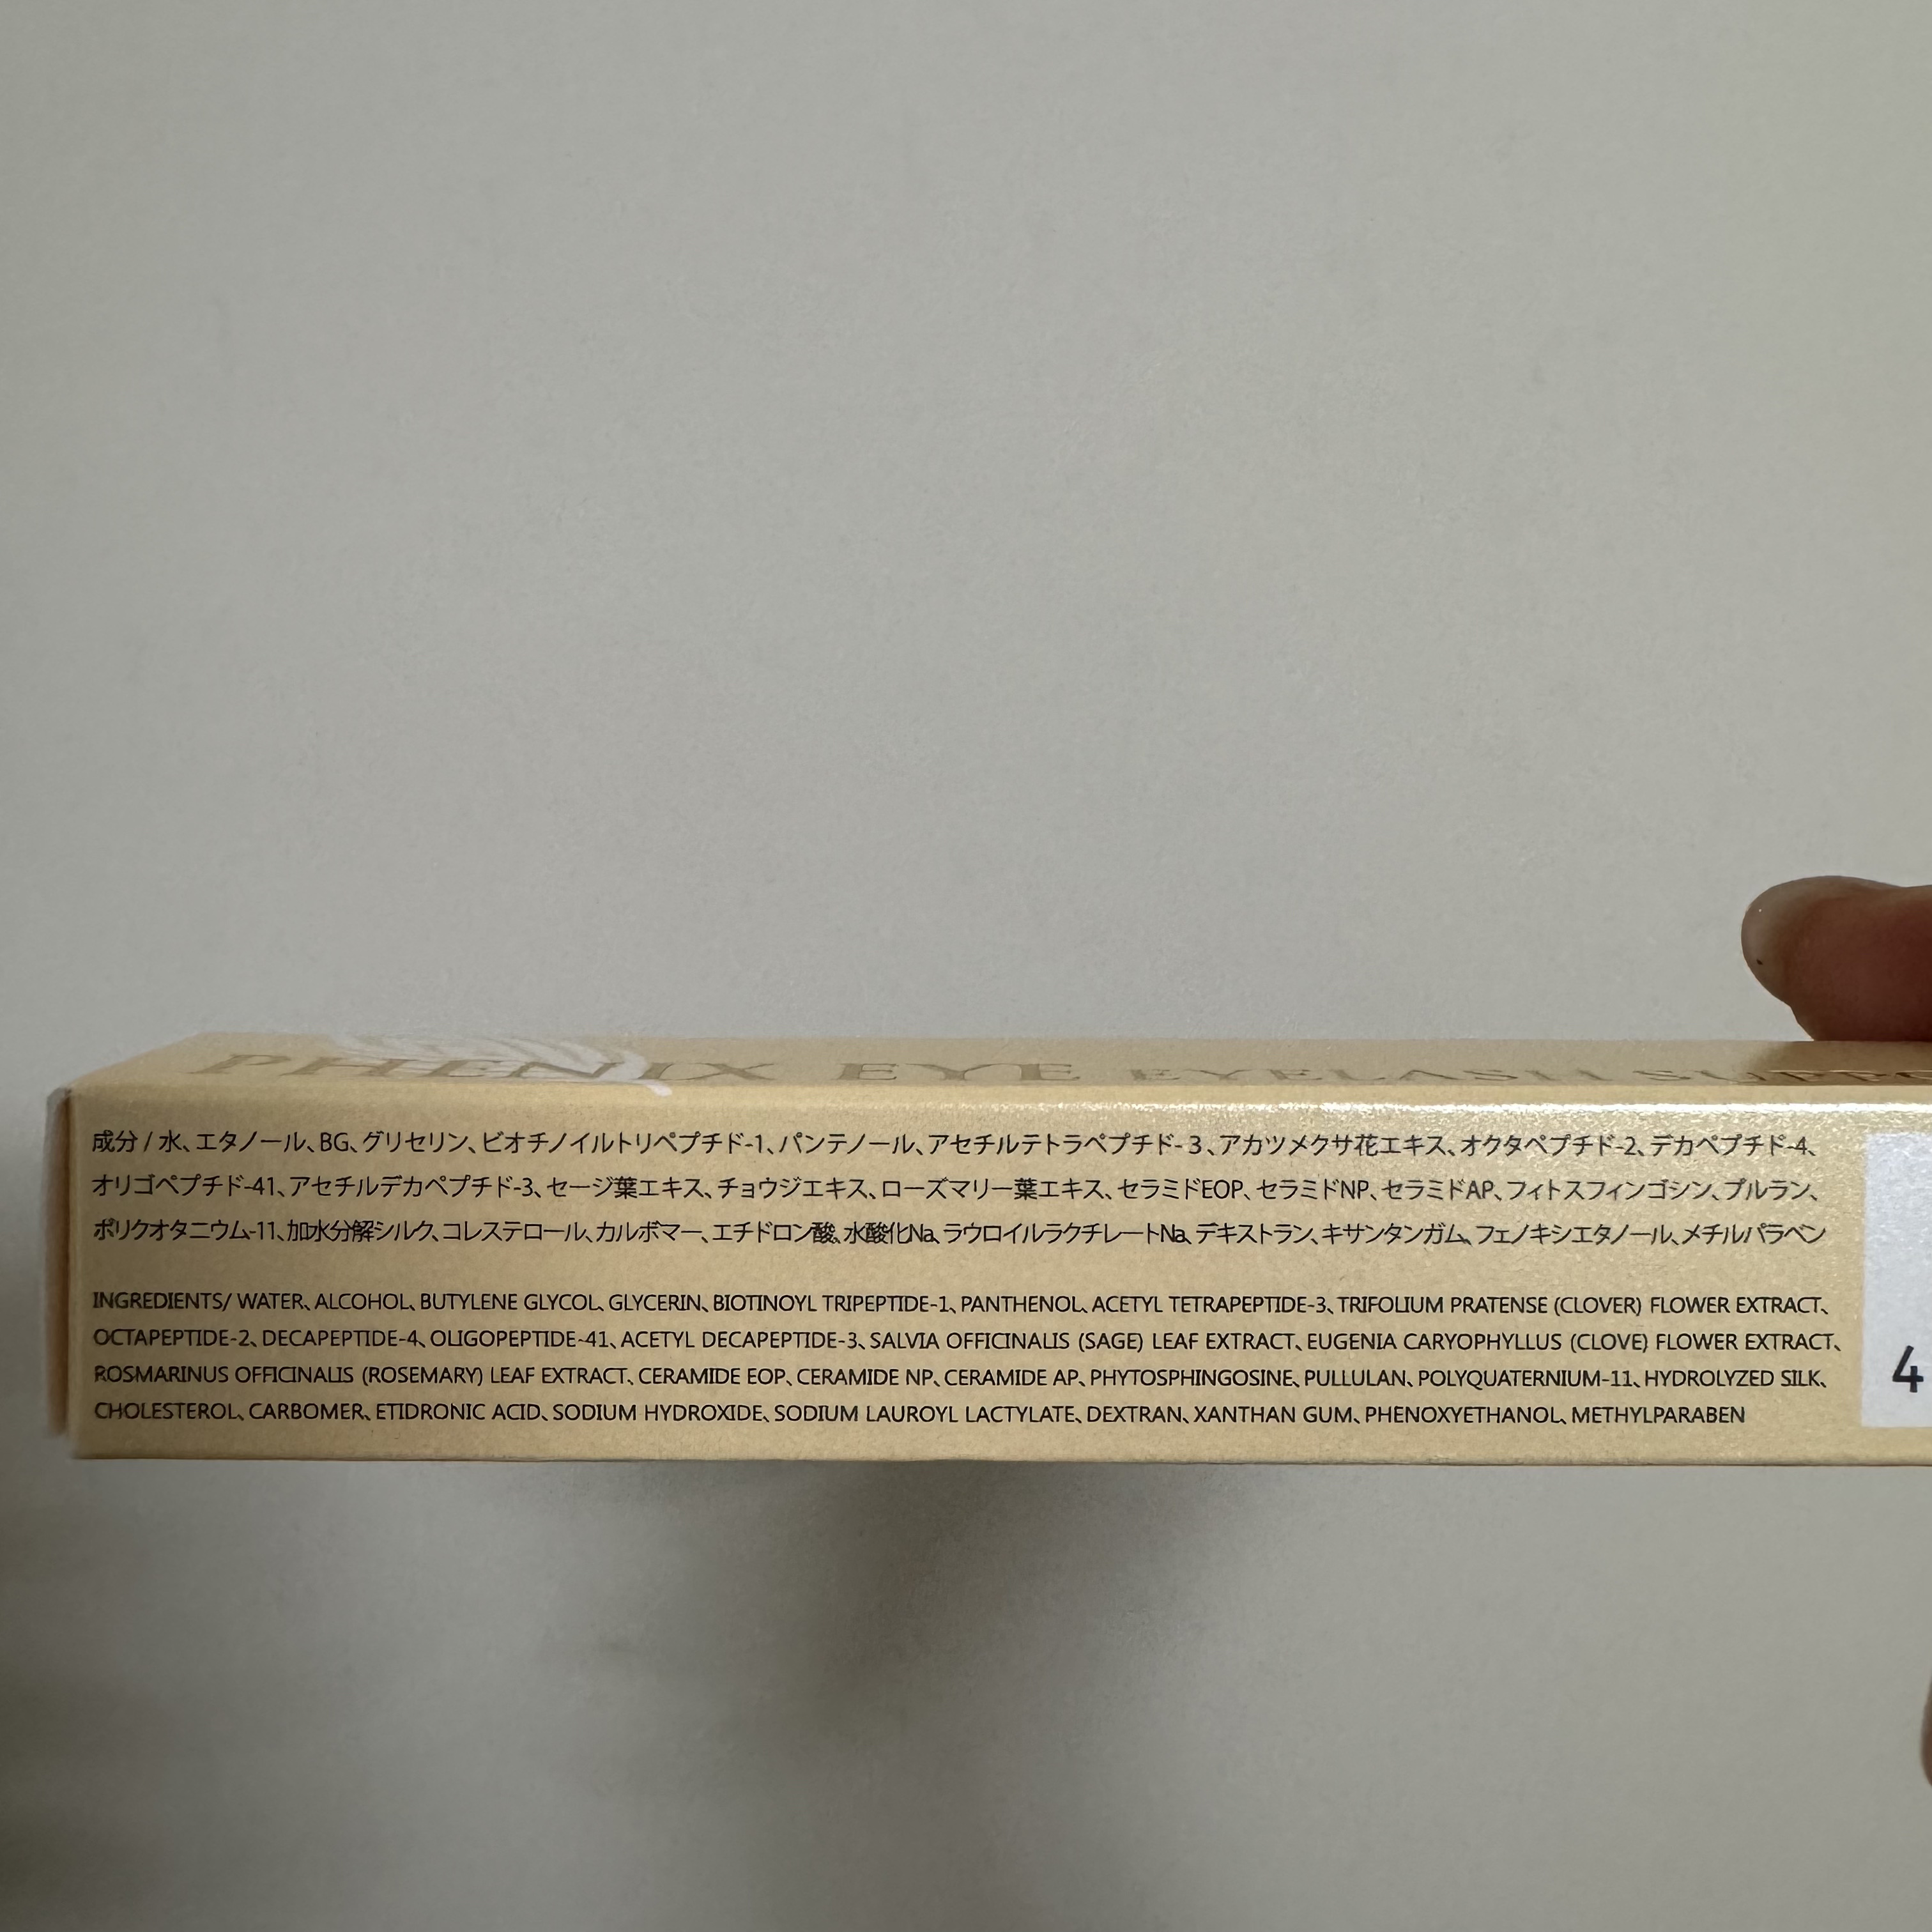 PHENIX EYE EYELASH
成分 / 水、エタノール、BG、グリセリン、ビオチノイルトリペプチド-1、パンテノール、アセチルテトラペプチド-３、アカツメクサ花エキス、オクタペプチド-2、デカペプチド-4、
オリゴペプチド-41、アセチルデカペプチド-3、セージ葉エキス、チョウジエキス、ローズマリー葉エキス、セラミドEOP、セラミドNP、セラミドAP、フィトスフィンゴシン、プルラン、
ポリクオタニウム-11、加水分解シルク、コレステロール、カルボマー、エチドロン酸、水酸化Na、ラウロイルラクチレートNa、デキストラン、キサンタンガム、フェノキシエタノール、メチルパラベン
INGREDIENTS/ WATER、ALCOHOL、BUTYLENE GLYCOL、GLYCERIN、BIOTINOYL TRIPEPTIDE-1、PANTHENOL、ACETYL TETRAPEPTIDE-3、TRIFOLIUM PRATENSE (CLOVER) FLOWER EXTRACT、
OCTAPEPTIDE-2、DECAPEPTIDE-4、OLIGOPEPTIDE-41、ACETYL DECAPEPTIDE-3、SALVIA OFFICINALIS (SAGE) LEAF EXTRACT、EUGENIA CARYOPHYLLUS (CLOVE) FLOWER EXTRACT、
ROSMARINUS OFFICINALIS (ROSEMARY) LEAF EXTRACT、CERAMIDE EOP、CERAMIDE NP、CERAMIDE AP、PHYTOSPHINGOSINE、PULLULAN、POLYQUATERNIUM-11、HYDROLYZED SILK、
CHOLESTEROL、CARBOMER、ETIDRONIC ACID、SODIUM HYDROXIDE、SODIUM LAUROYL LACTYLATE、DEXTRAN、XANTHAN GUM、PHENOXYETHANOL、METHYLPARABEN
4